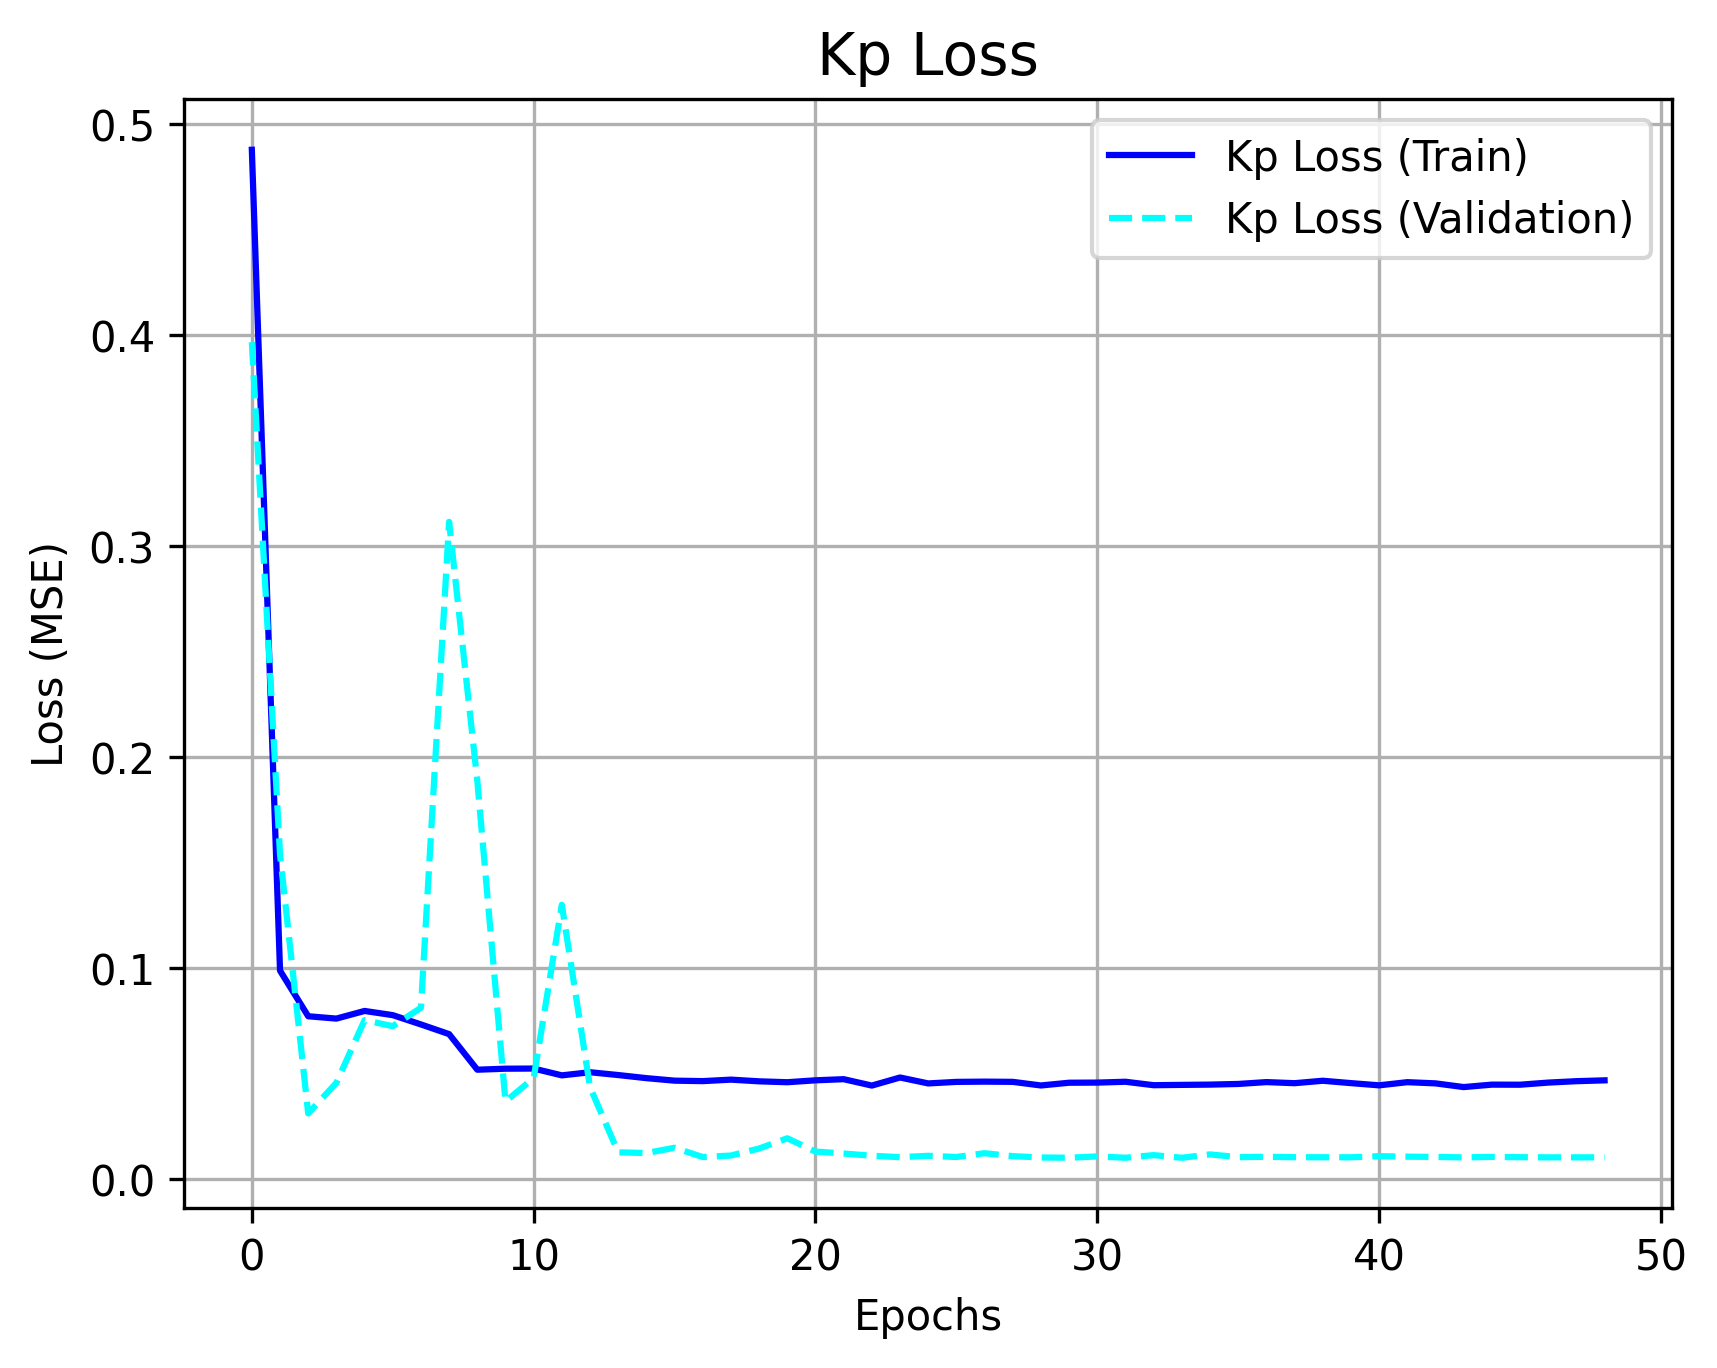 Kp Loss
0.5
0.4
0.3
0.2
0.1
0.0
Loss (MSE)
Kp Loss (Train)
Kp Loss (Validation)
0 10 20 30 40 50
Epochs